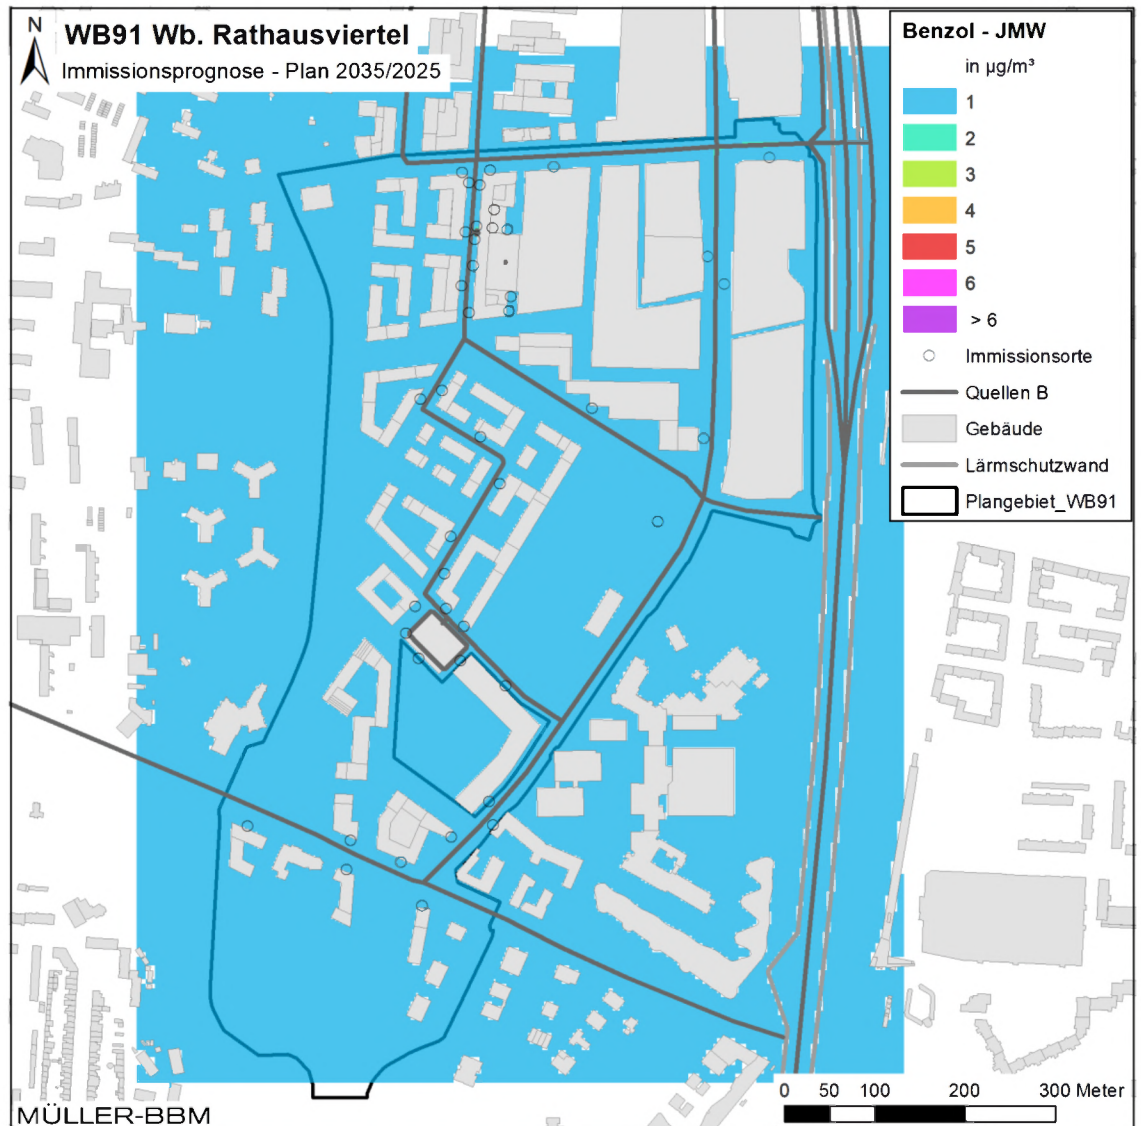 N
WB91 Wb. Rathausviertel
Immissionsprognose - Plan 2035/2025
Benzol - JMW
in µg/m³
1
2
3
4
5
6
> 6
Immissionsorte
Quellen B
Gebäude
Lärmschutzwand
Plangebiet_WB91
0 50 100 200 300 Meter
MÜLLER-BBM